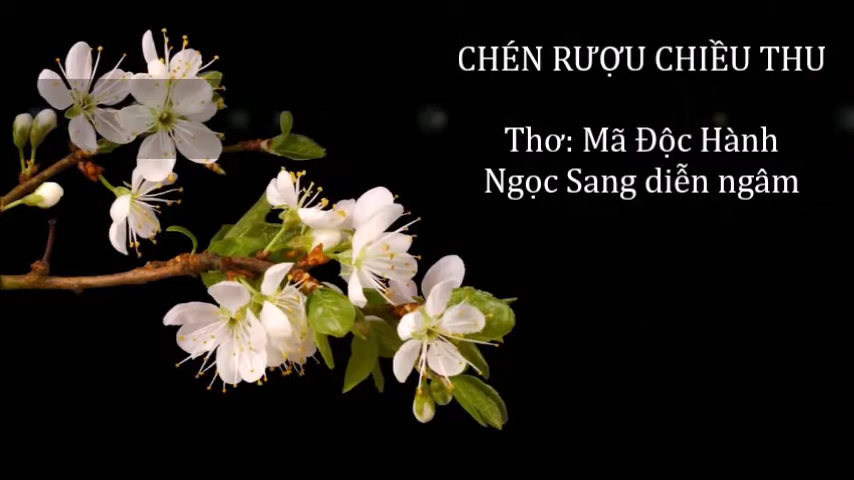 CHÉN RƯỢU CHIỀU THU
Thơ: Mã Độc Hành
Ngọc Sang diễn ngâm